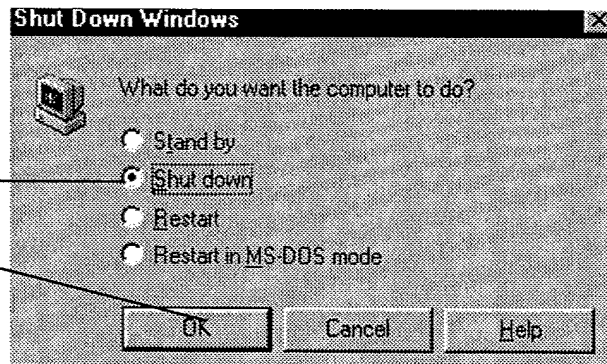 Shut Down Windows
What do you want the computer to do?
Stand by
Shut down
Restart
Restart in MS-DOS mode
OK Cancel Help